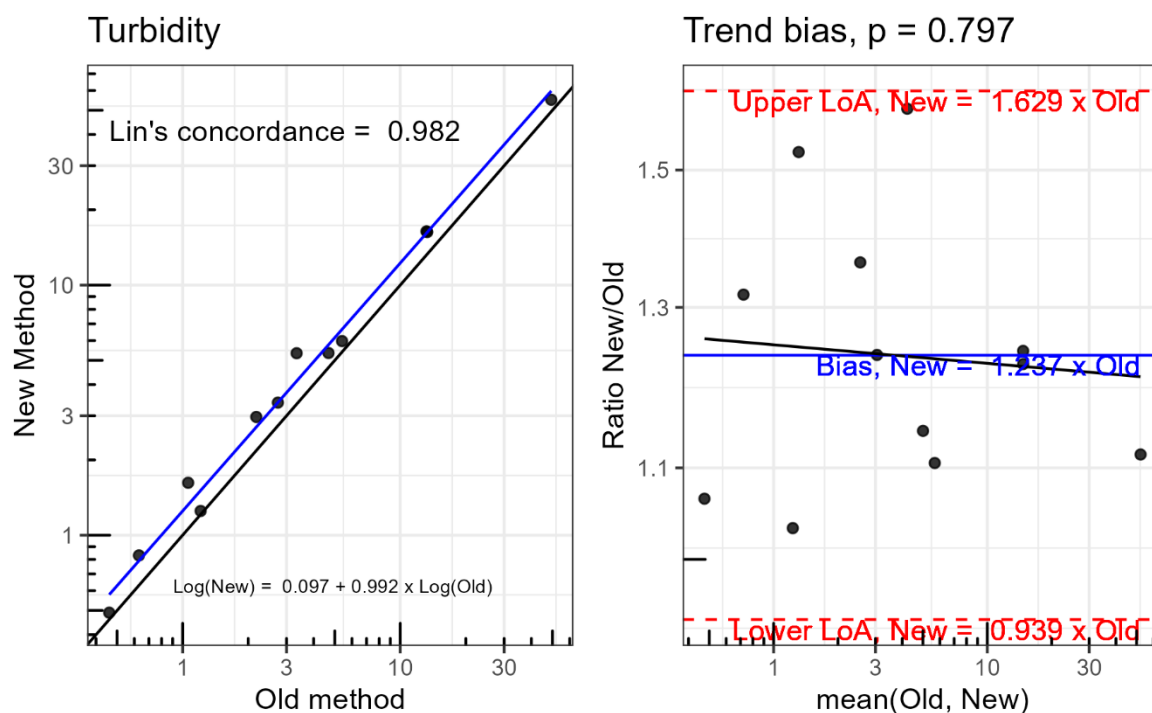 Turbidity
Lin's concordance =  0.982
30
10
3
1
New Method
Log(New) =  0.097 + 0.992 x Log(Old)
1
3
10
30
Old method
Trend bias, p = 0.797
Upper LoA, New =  1.629 x Old
1.5
1.3
Bias, New =  1.237 x Old
1.1
Ratio New/Old
Lower LoA, New =  0.939 x Old
1
3
10
30
mean(Old, New)